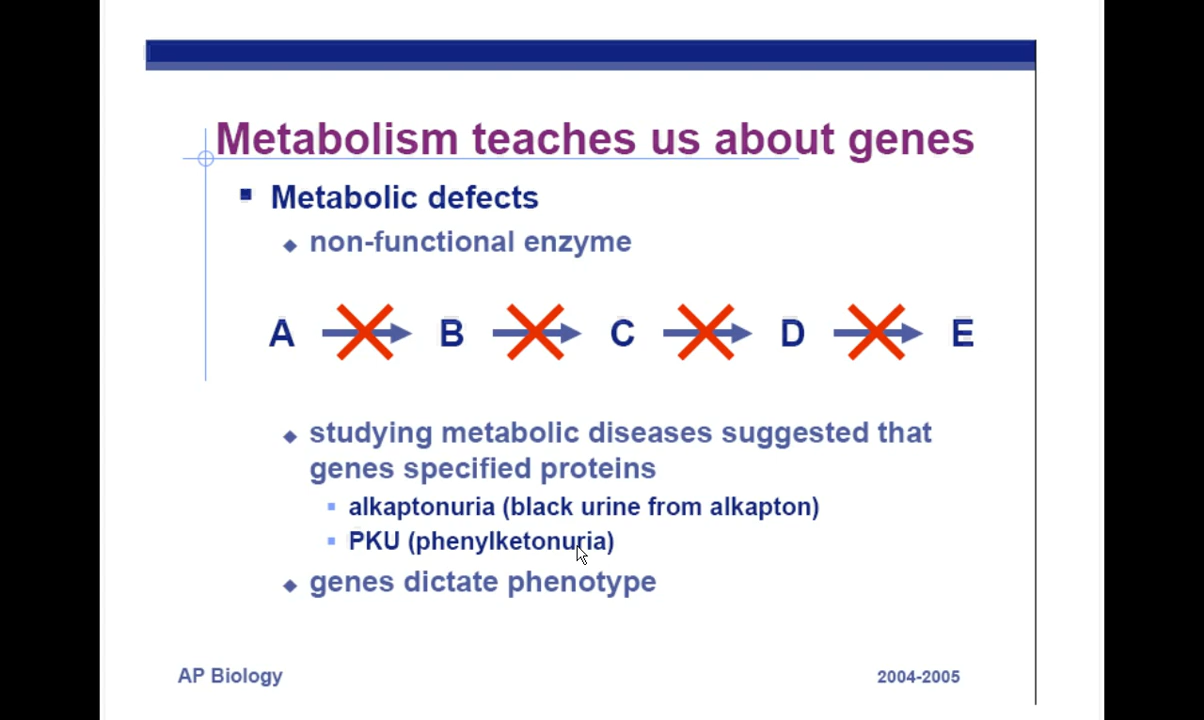 Metabolism teaches us about genes
Metabolic defects
non-functional enzyme
A B C D E
studying metabolic diseases suggested that
genes specified proteins
alkaptonuria (black urine from alkapton)
PKU (phenylketonuria)
genes dictate phenotype
AP Biology 2004-2005